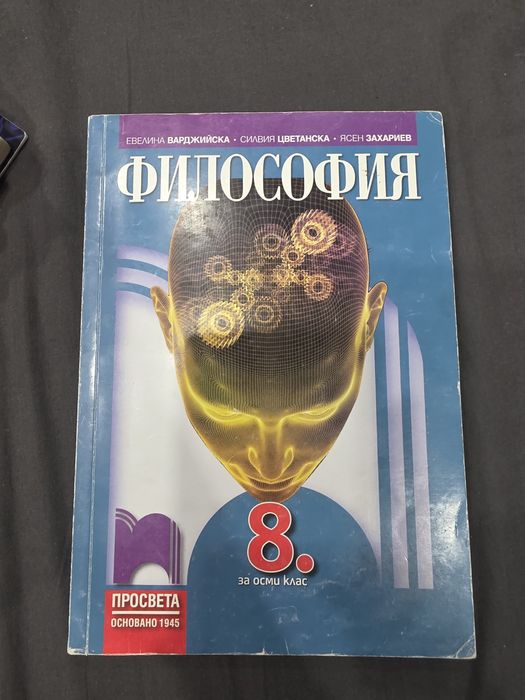 ЕВЕЛИНА ВАРДЖИЙСКА • СИЛВИЯ ЦВЕТАНСКА • ЯСЕН ЗАХАРИЕВ
ФИЛОСОФИЯ
8.
за осми клас
ПРОСВЕТА
ОСНОВАНО 1945